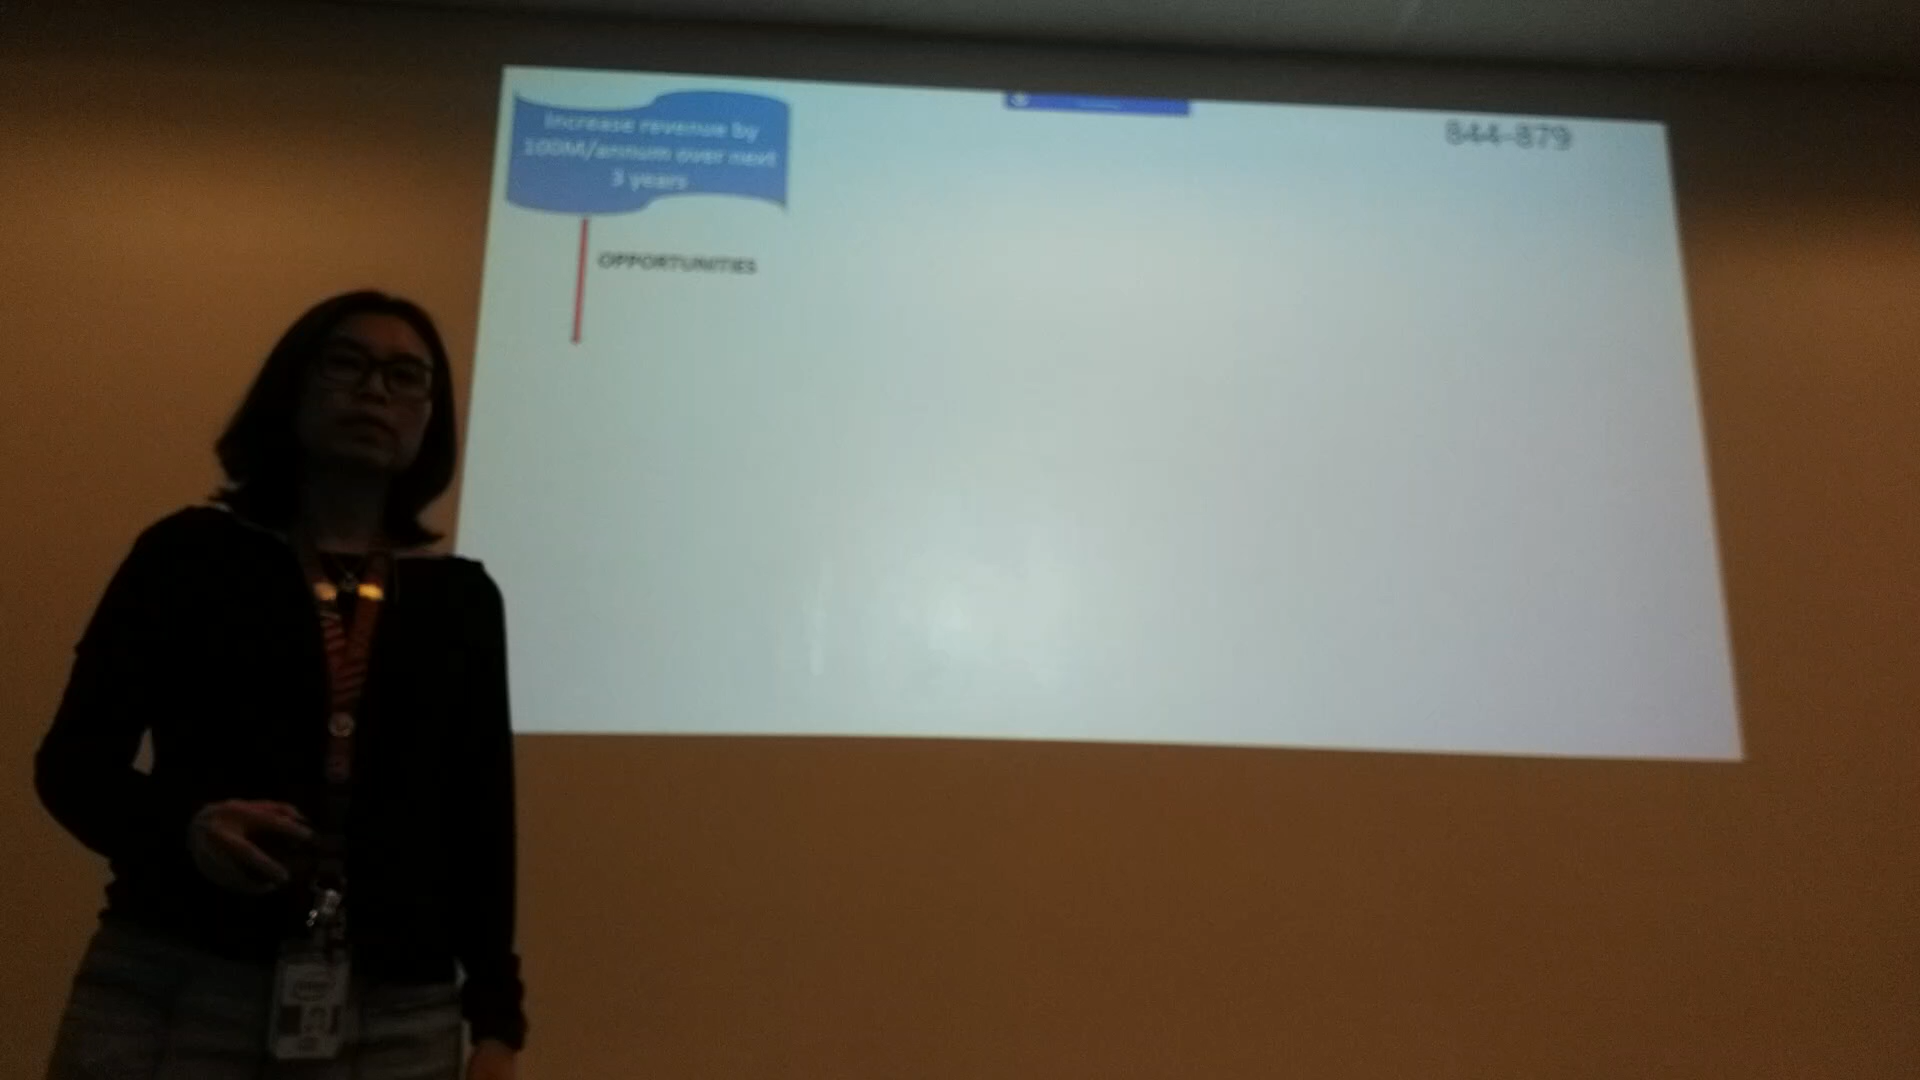 Increase revenue by
100M/annum over next
3 years
844-879
OPPORTUNITIES